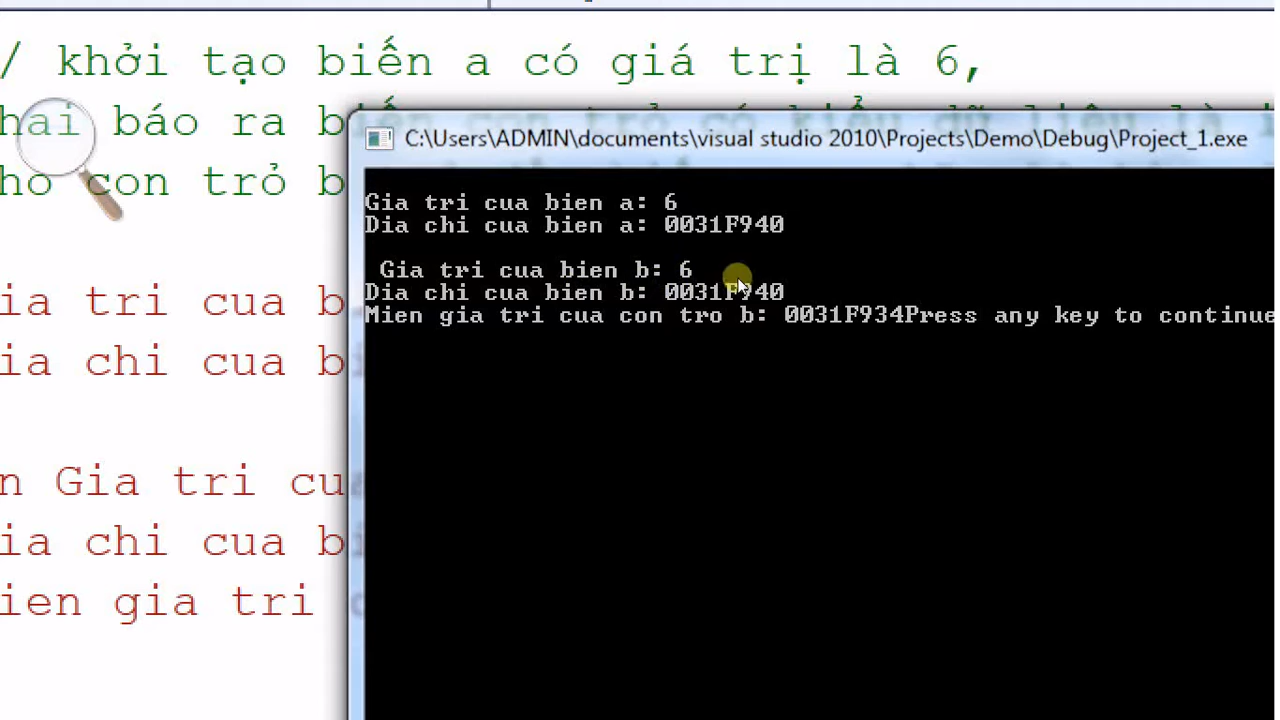 / khởi tạo biến a có giá trị là 6,
hai báo ra b
ho con trỏ b
C:\Users\ADMIN\documents\visual studio 2010\Projects\Demo\Debug\Project_1.exe
Gia tri cua bien a: 6
Dia chi cua bien a: 0031F940
Gia tri cua bien b: 6
Dia chi cua bien b: 0031F940
Mien gia tri cua con tro b: 0031F934Press any key to continue
ia tri cua b
ia chi cua b
n Gia tri cua
ia chi cua b
ien gia tri